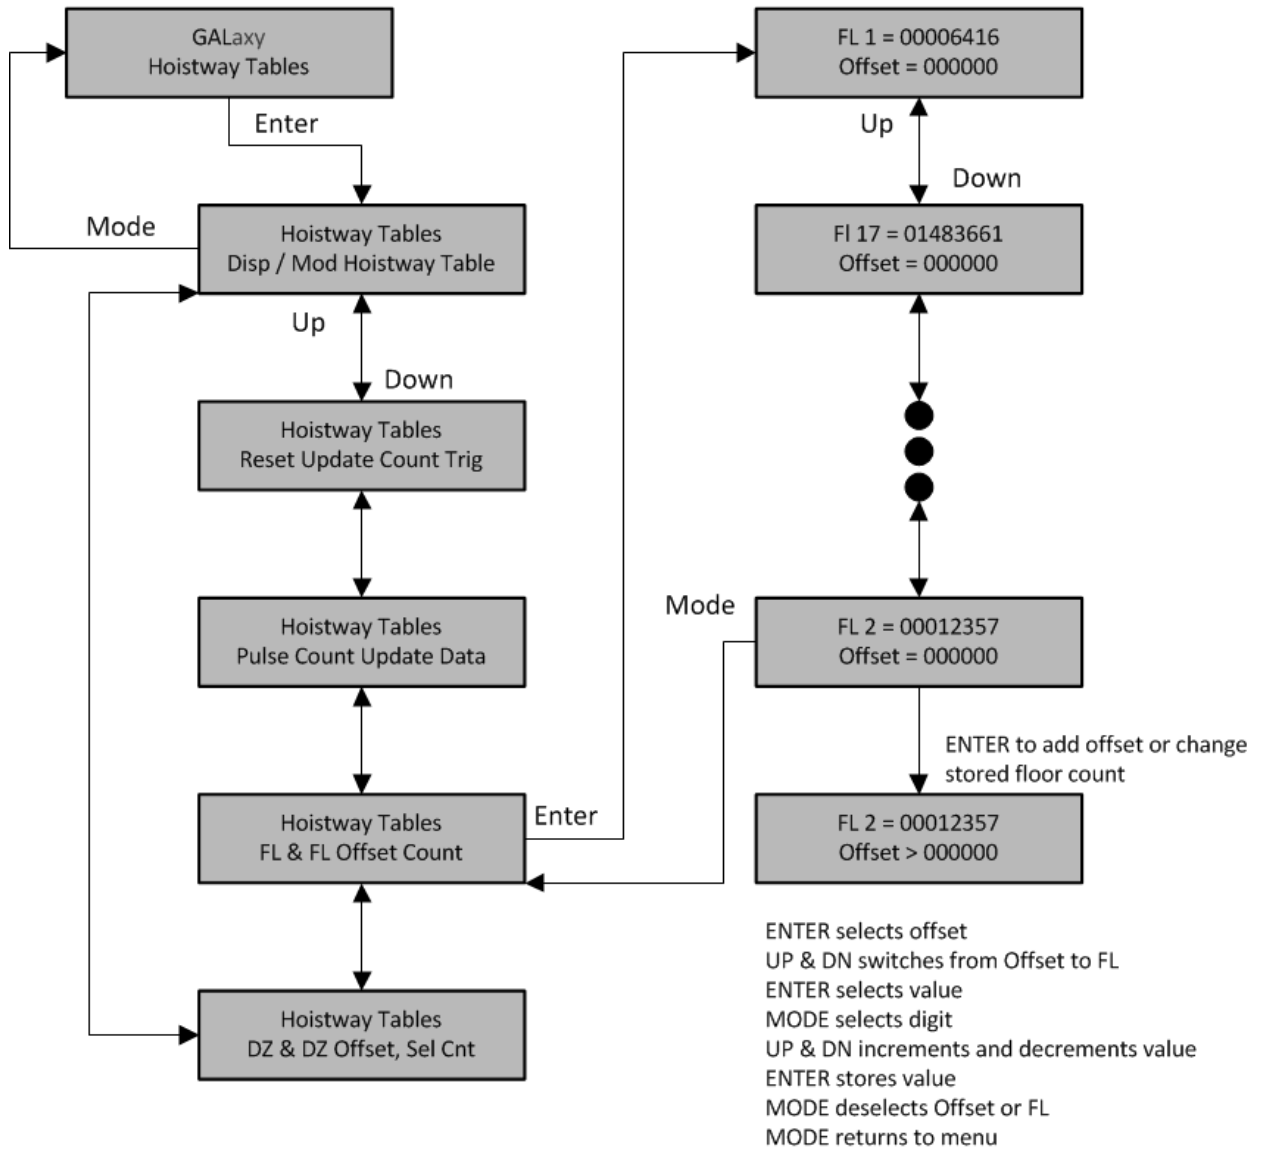 GALaxy
Hoistway Tables
Enter
Mode
Hoistway Tables
Disp / Mod Hoistway Table
Up
Down
Hoistway Tables
Reset Update Count Trig
Hoistway Tables
Pulse Count Update Data
Hoistway Tables
FL & FL Offset Count
Enter
Hoistway Tables
DZ & DZ Offset, Sel Cnt
FL 1 = 00006416
Offset = 000000
Up
Down
Fl 17 = 01483661
Offset = 000000
Mode
FL 2 = 00012357
Offset = 000000
ENTER to add offset or change
stored floor count
FL 2 = 00012357
Offset > 000000
ENTER selects offset
UP & DN switches from Offset to FL
ENTER selects value
MODE selects digit
UP & DN increments and decrements value
ENTER stores value
MODE deselects Offset or FL
MODE returns to menu